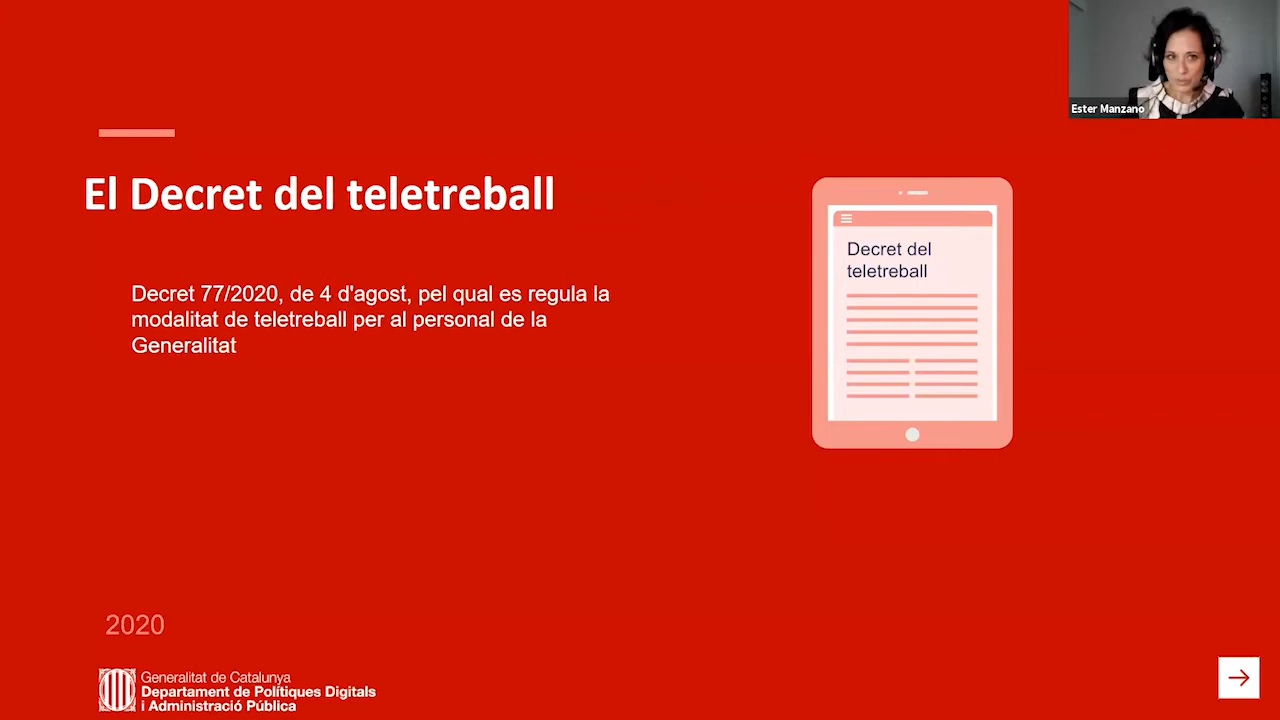 Ester Manzano
El Decret del teletreball
Decret 77/2020, de 4 d'agost, pel qual es regula la
modalitat de teletreball per al personal de la
Generalitat
Decret del
teletreball
2020
Generalitat de Catalunya
Departament de Polítiques Digitals
i Administració Pública